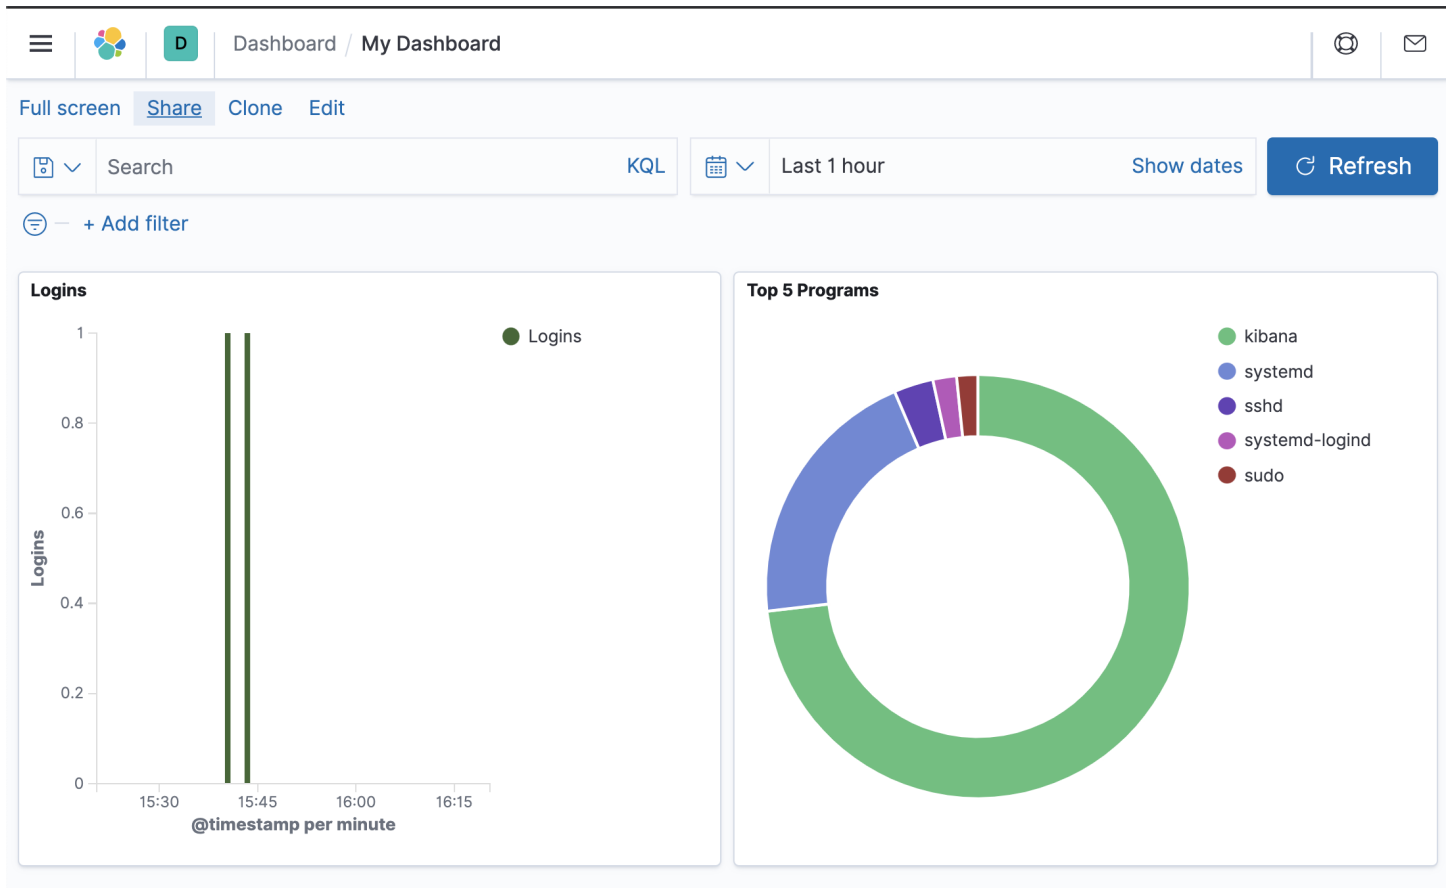 D Dashboard / My Dashboard
Full screen Share Clone Edit
Search KQL Last 1 hour Show dates Refresh
+ Add filter
Logins
1
0.8
0.6
0.4
0.2
0
Logins
15:30 15:45 16:00 16:15
@timestamp per minute
Logins
Top 5 Programs
kibana
systemd
sshd
systemd-logind
sudo